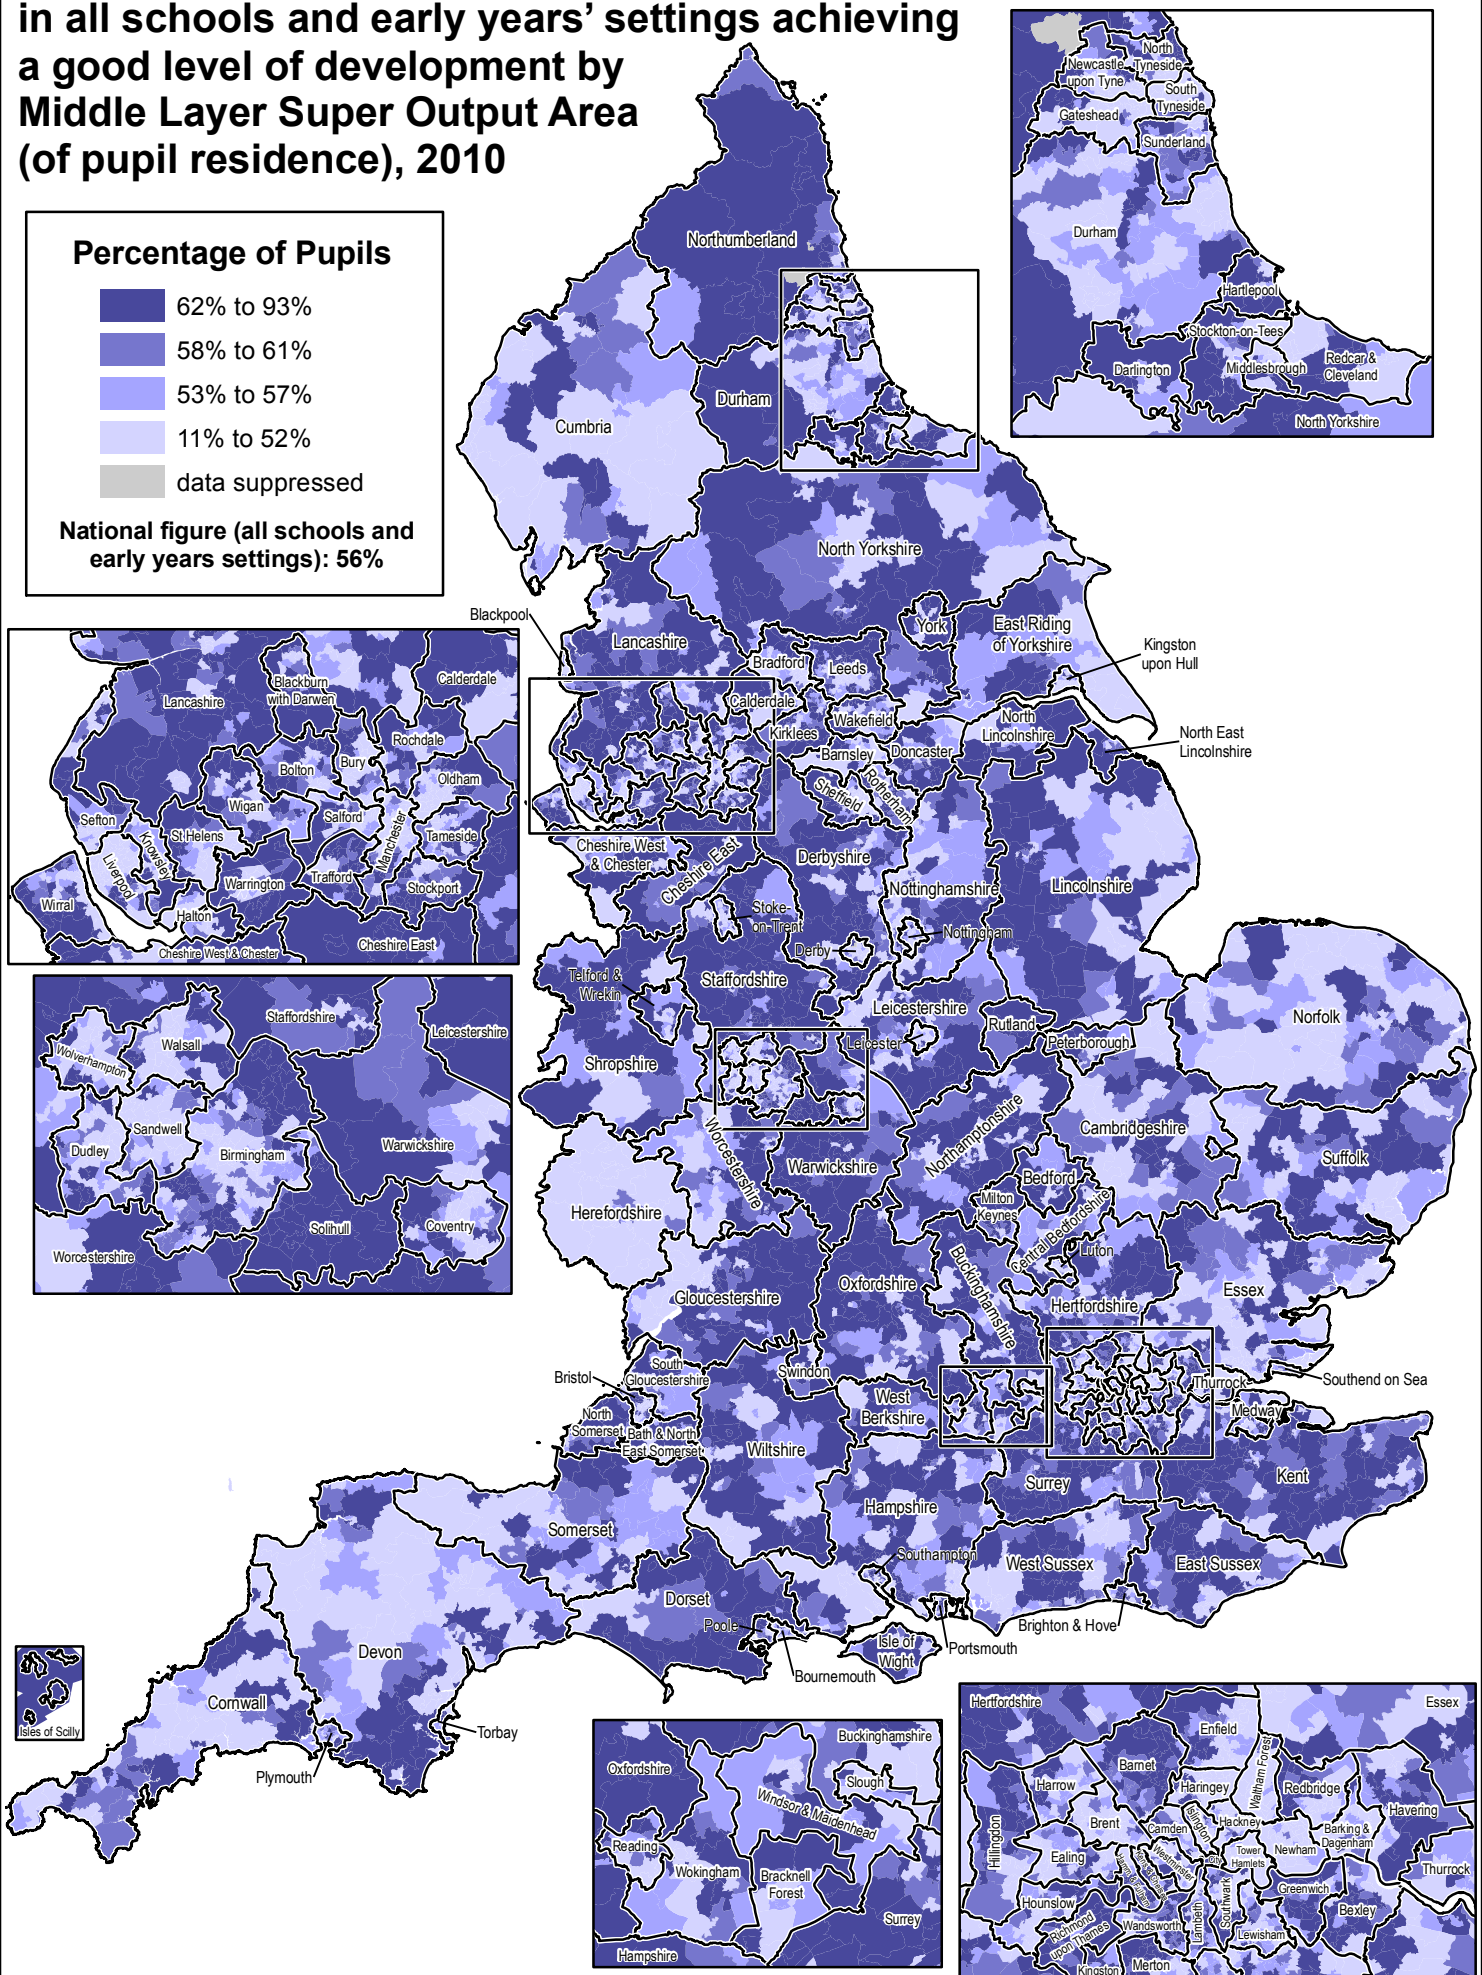 in all schools and early years’ settings achieving
a good level of development by
Middle Layer Super Output Area
(of pupil residence), 2010
Percentage of Pupils
62% to 93%
58% to 61%
53% to 57%
11% to 52%
data suppressed
National figure (all schools and
early years settings): 56%
North
Tyneside
Newcastle
upon Tyne
South
Tyneside
Gateshead
Sunderland
Durham
Hartlepool
Stockton-on-Tees
Darlington
Middlesbrough
Redcar &
Cleveland
North Yorkshire
Northumberland
Durham
Cumbria
North Yorkshire
Blackpool
Lancashire
York
East Riding
of Yorkshire
Kingston
upon Hull
Bradford
Leeds
Calderdale
Kirklees
Wakefield
North
Lincolnshire
North East
Lincolnshire
Barnsley
Doncaster
Sheffield
Rotherham
Cheshire West
& Chester
Cheshire East
Derbyshire
Nottinghamshire
Lincolnshire
Stoke-
on-Trent
Derby
Nottingham
Telford &
Wrekin
Staffordshire
Leicestershire
Leicester
Rutland
Peterborough
Norfolk
Shropshire
Worcestershire
Warwickshire
Northamptonshire
Cambridgeshire
Suffolk
Herefordshire
Bedford
Milton
Keynes
Central Bedfordshire
Luton
Buckinghamshire
Oxfordshire
Gloucestershire
Hertfordshire
Essex
South
Gloucestershire
Bristol
Swindon
North
Somerset
Bath & North
East Somerset
West
Berkshire
Wiltshire
Thurrock
Southend on Sea
Medway
Kent
Surrey
Hampshire
Somerset
Southampton
West Sussex
East Sussex
Dorset
Poole
Bournemouth
Isle of
Wight
Portsmouth
Brighton & Hove
Devon
Cornwall
Torbay
Plymouth
Isles of Scilly
Lancashire
Blackburn
with Darwen
Calderdale
Rochdale
Bolton
Bury
Oldham
Wigan
Salford
Manchester
Sefton
St Helens
Knowsley
Liverpool
Tameside
Warrington
Trafford
Stockport
Wirral
Halton
Cheshire West & Chester
Cheshire East
Staffordshire
Leicestershire
Walsall
Wolverhampton
Sandwell
Dudley
Birmingham
Warwickshire
Solihull
Coventry
Worcestershire
Buckinghamshire
Oxfordshire
Slough
Windsor & Maidenhead
Reading
Wokingham
Bracknell
Forest
Surrey
Hampshire
Hertfordshire
Essex
Enfield
Barnet
Harrow
Haringey
Waltham Forest
Redbridge
Havering
Hillingdon
Brent
Camden
Islington
Hackney
Barking &
Dagenham
Ealing
Westminster
Tower
Hamlets
Newham
Thurrock
Hounslow
Greenwich
Bexley
Richmond
upon Thames
Wandsworth
Lambeth
Southwark
Lewisham
Kingston
Merton